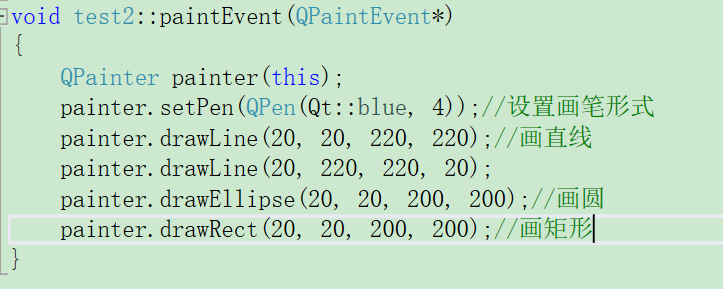 void test2::paintEvent(QPaintEvent*)
{
    QPainter painter(this);
    painter.setPen(QPen(Qt::blue, 4));//设置画笔形式
    painter.drawLine(20, 20, 220, 220);//画直线
    painter.drawLine(20, 220, 220, 20);
    painter.drawEllipse(20, 20, 200, 200);//画圆
    painter.drawRect(20, 20, 200, 200);//画矩形
}